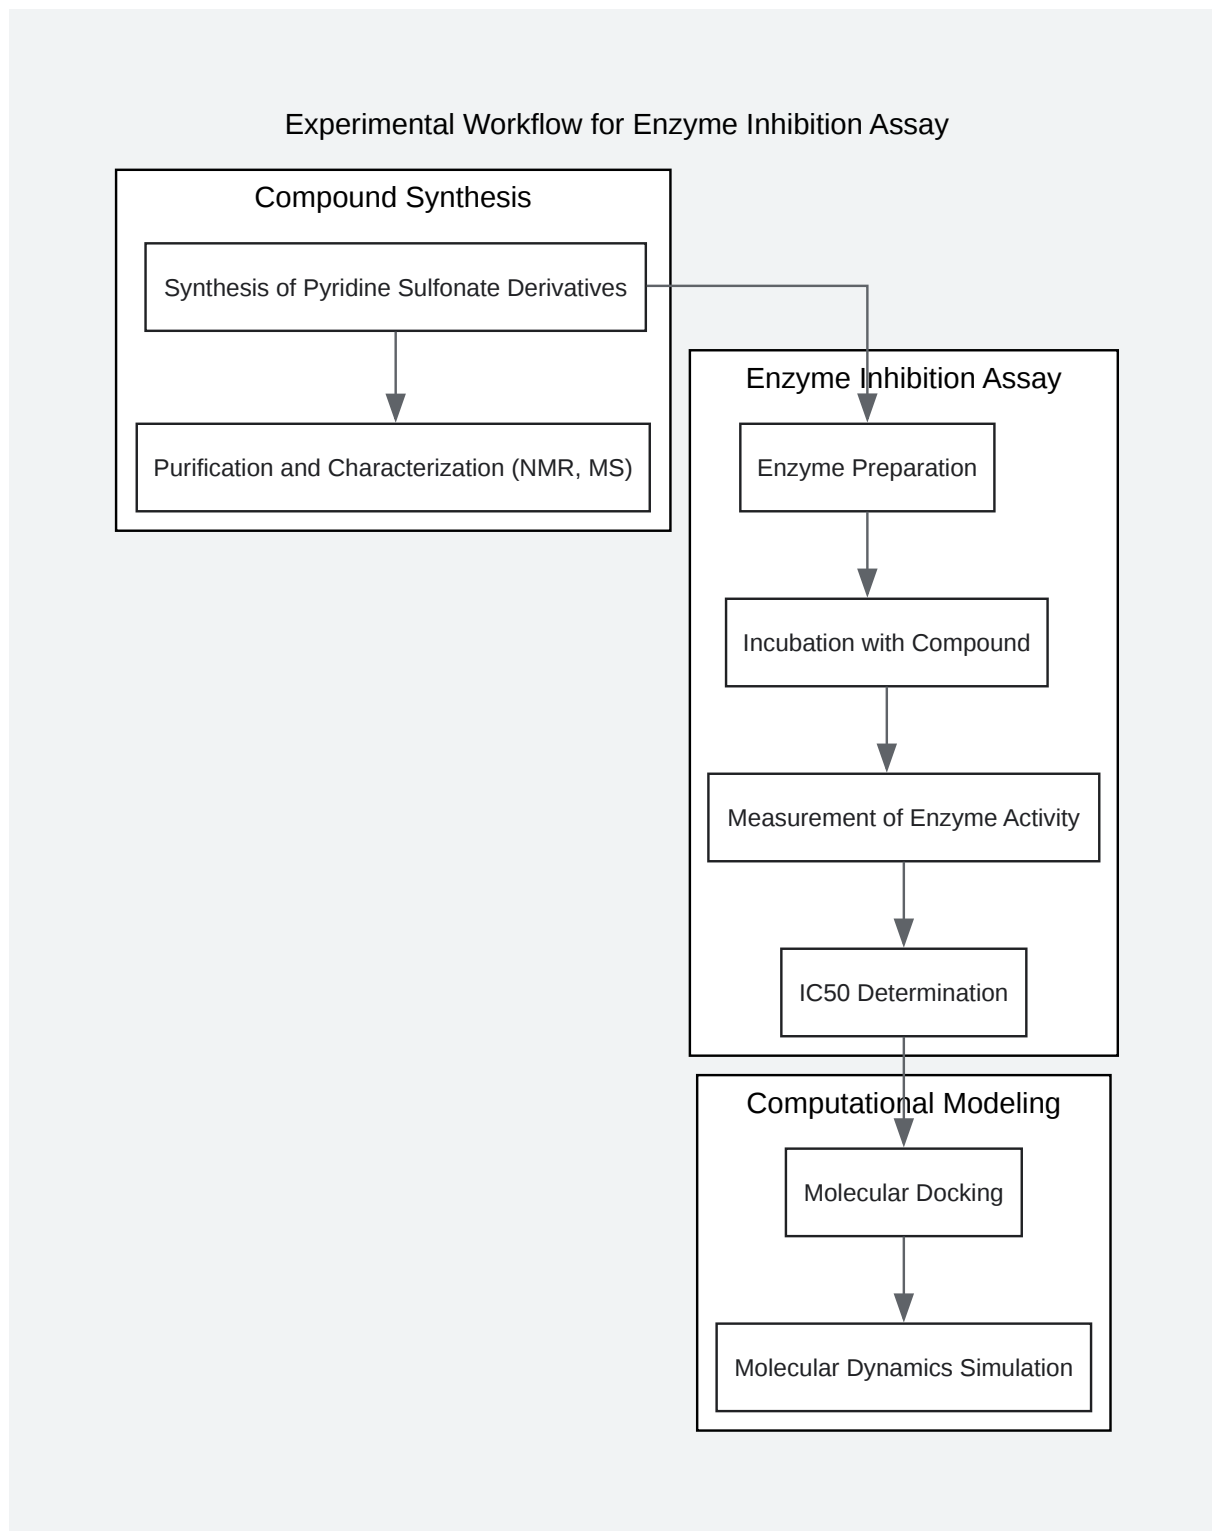 Experimental Workflow for Enzyme Inhibition Assay
Compound Synthesis
Synthesis of Pyridine Sulfonate Derivatives
Purification and Characterization (NMR, MS)
Enzyme Inhibition Assay
Enzyme Preparation
Incubation with Compound
Measurement of Enzyme Activity
IC50 Determination
Computational Modeling
Molecular Docking
Molecular Dynamics Simulation